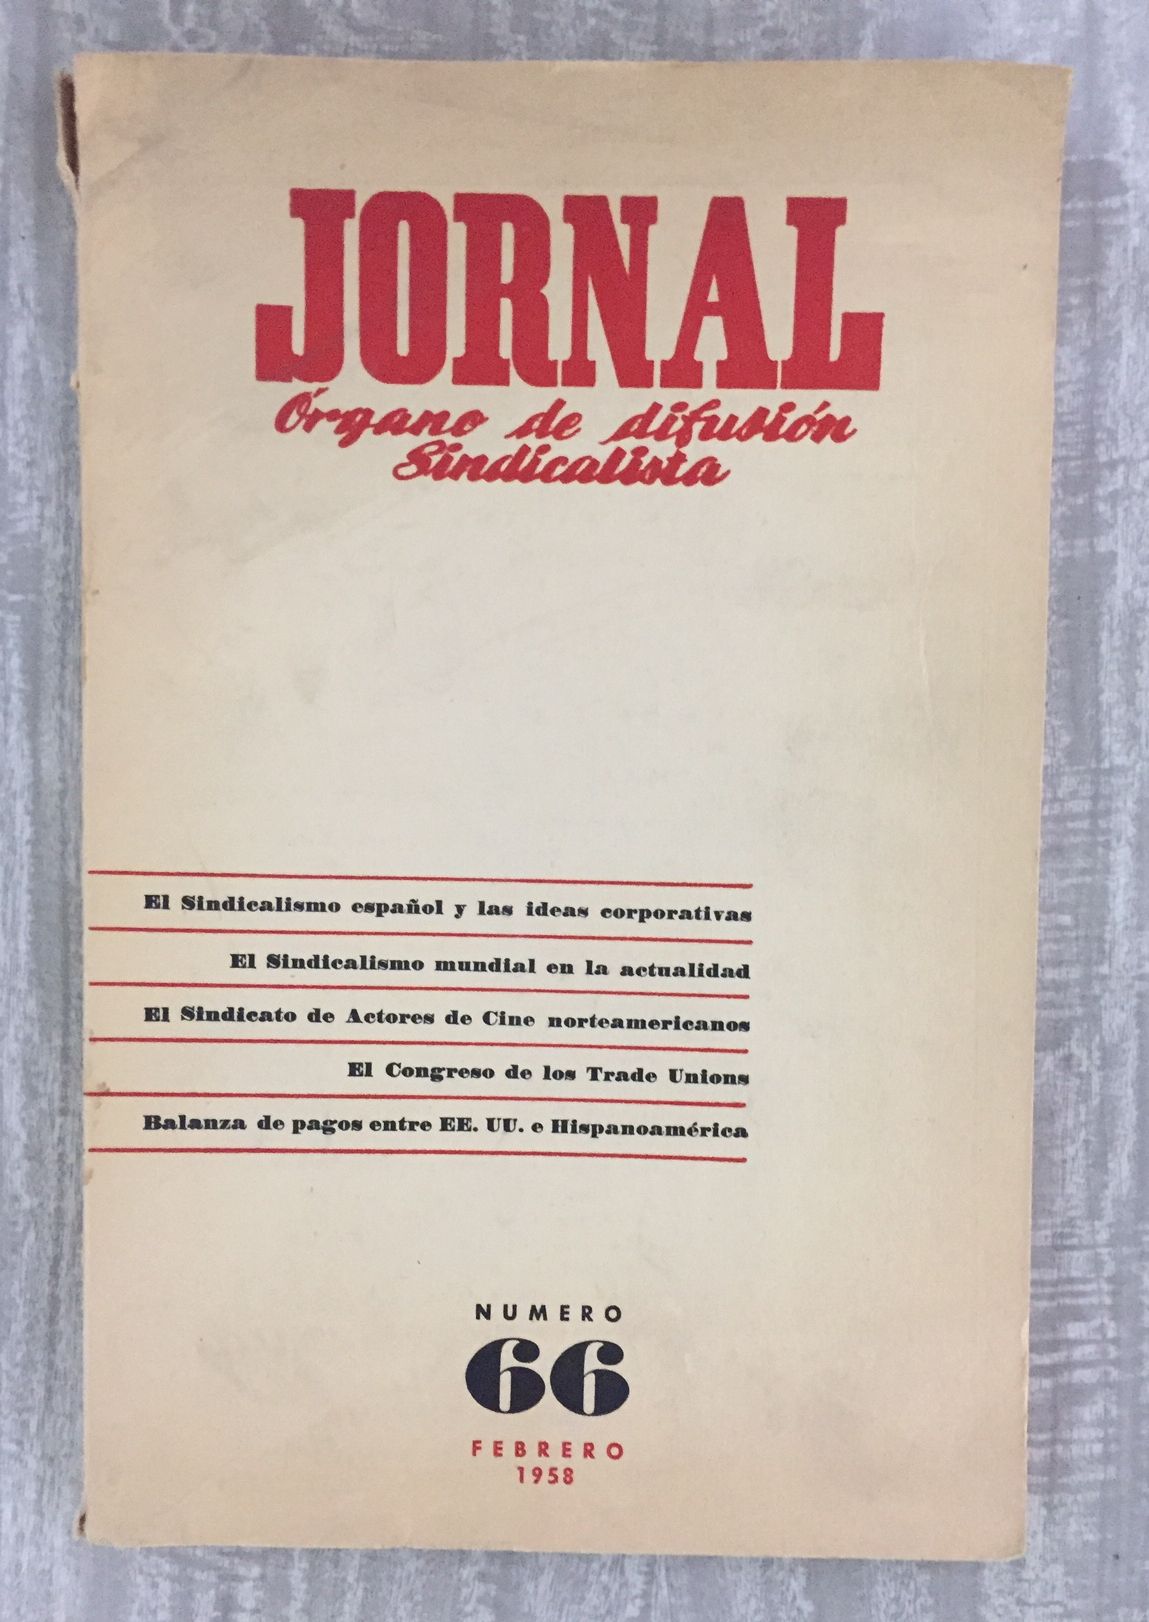 JORNAL
Órgano de difusión
Sindicalista
El Sindicalismo español y las ideas corporativas
El Sindicalismo mundial en la actualidad
El Sindicato de Actores de Cine norteamericanos
El Congreso de los Trade Unions
Balanza de pagos entre EE. UU. e Hispanoamérica
NUMERO
66
FEBRERO
1958